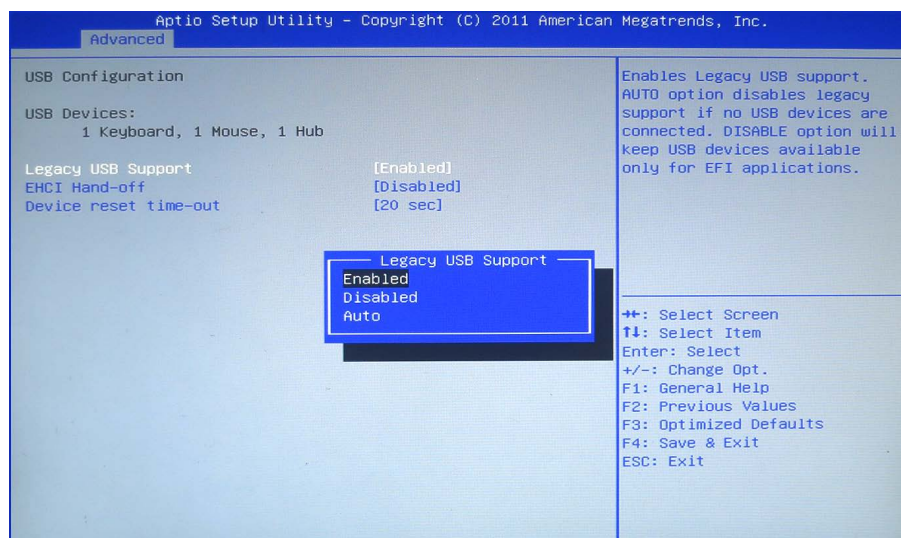 Aptio Setup Utility – Copyright (C) 2011 American Megatrends, Inc.
Advanced
USB Configuration
USB Devices:
1 Keyboard, 1 Mouse, 1 Hub
Legacy USB Support [Enabled]
EHCI Hand-off [Disabled]
Device reset time-out [20 sec]
Legacy USB Support
Enabled
Disabled
Auto
Enables Legacy USB support.
AUTO option disables legacy
support if no USB devices are
connected. DISABLE option will
keep USB devices available
only for EFI applications.
→←: Select Screen
↑↓: Select Item
Enter: Select
+/-: Change Opt.
F1: General Help
F2: Previous Values
F3: Optimized Defaults
F4: Save & Exit
ESC: Exit